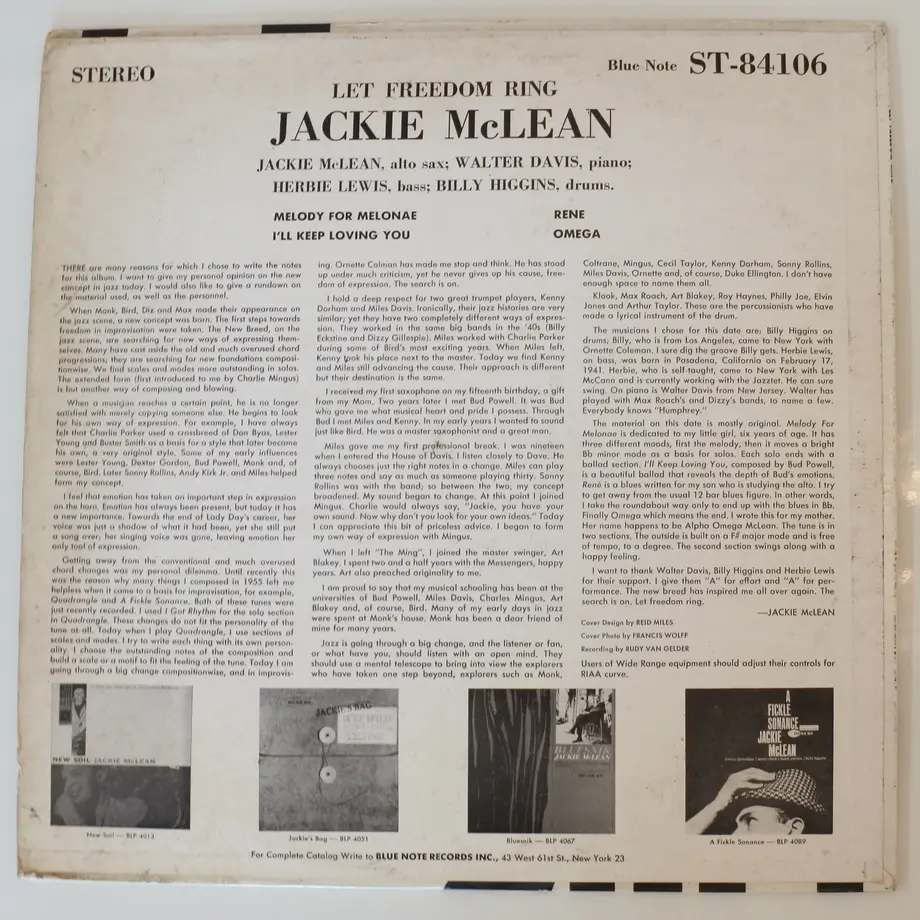 STEREO
Blue Note ST-84106
LET FREEDOM RING
JACKIE McLEAN
JACKIE McLEAN, alto sax; WALTER DAVIS, piano;
HERBIE LEWIS, bass; BILLY HIGGINS, drums.
MELODY FOR MELONAE
I'LL KEEP LOVING YOU
RENE
OMEGA
THERE are many reasons for which I chose to write the notes
for this album. I want to give my personal opinion on the new
concept in jazz today. I would also like to give a rundown on
the material used, as well as the personnel.
When Monk, Bird, Diz and Max made their appearance on
the jazz scene, a new concept was born. The first steps towards
freedom in improvisation were taken. The New Breed, on the
jazz scene, are searching for new ways of expressing them-
selves. Many have cast aside the old and much overused chord
progressions; they are searching for new foundations composi-
tionwise. We find scales and modes more outstanding in solos.
The extended form (first introduced to me by Charlie Mingus)
is but another way of composing and blowing.
When a musician reaches a certain point, he is no longer
satisfied with merely copying someone else. He begins to look
for his own way of expression. For example, I have always
felt that Charlie Parker used a crossbreed of Don Byas, Lester
Young and Buster Smith as a basis for a style that later became
his own, a very original style. Some of my early influences
were Lester Young, Dexter Gordon, Bud Powell, Monk and, of
course, Bird. Later Sonny Rollins, Andy Kirk Jr. and Miles helped
form my concept.
I feel that emotion has taken an important step in expression
on the horn. Emotion has always been present, but today it has
a new importance. Towards the end of Lady Day's career, her
voice was just a shadow of what it had been, yet she still put
a song over; her singing voice was gone, leaving emotion her
only tool of expression.
Getting away from the conventional and much overused
chord changes was my personal dilemma. Until recently this
was the reason why many things I composed in 1955 left me
helpless when it came to a basis for improvisation, for example,
Quadrangle and A Fickle Sonance. Both of these tunes were
just recently recorded. I used I Got Rhythm for the solo section
in Quadrangle. These changes do not fit the personality of the
tune at all. Today when I play Quadrangle, I use sections of
scales and modes. I try to write each thing with its own person-
ality. I choose the outstanding notes of the composition and
build a scale or a motif to fit the feeling of the tune. Today I am
going through a big change compositionwise, and in improvis-
ing. Ornette Colman has made me stop and think. He has stood
up under much criticism, yet he never gives up his cause, free-
dom of expression. The search is on.
I hold a deep respect for two great trumpet players, Kenny
Dorham and Miles Davis. Ironically, their jazz histories are very
similar; yet they have two completely different ways of expres-
sion. They worked in the same big bands in the '40s (Billy
Eckstine and Dizzy Gillespie). Miles worked with Charlie Parker
during some of Bird's most exciting years. When Miles left,
Kenny took his place next to the master. Today we find Kenny
and Miles still advancing the cause. Their approach is different
but their destination is the same.
I received my first saxophone on my fifteenth birthday, a gift
from my Mom. Two years later I met Bud Powell. It was Bud
who gave me what musical heart and pride I possess. Through
Bud I met Miles and Kenny. In my early years I wanted to sound
just like Bird. He was a master saxophonist and a great man.
Miles gave me my first professional break. I was nineteen
when I entered the House of Davis. I listen closely to Dave. He
always chooses just the right notes in a change. Miles can play
three notes and say as much as someone playing thirty. Sonny
Rollins was with the band; so between the two, my concept
broadened. My sound began to change. At this point I joined
Mingus. Charlie would always say, "Jackie, you have your
own sound. Now why don't you look for your own ideas." Today
I can appreciate this bit of priceless advice. I began to form
my own way of expression with Mingus.
When I left "The Ming", I joined the master swinger, Art
Blakey. I spent two and a half years with the Messengers, happy
years. Art also preached originality to me.
I am proud to say that my musical schooling has been at the
universities of Bud Powell, Miles Davis, Charles Mingus, Art
Blakey and, of course, Bird. Many of my early days in jazz
were spent at Monk's house. Monk has been a dear friend of
mine for many years.
Jazz is going through a big change, and the listener or fan,
or what have you, should listen with an open mind. They
should use a mental telescope to bring into view the explorers
who have taken one step beyond, explorers such as Monk,
Coltrane, Mingus, Cecil Taylor, Kenny Dorham, Sonny Rollins,
Miles Davis, Ornette and, of course, Duke Ellington. I don't have
enough space to name them all.
Klook, Max Roach, Art Blakey, Roy Haynes, Philly Joe, Elvin
Jones and Arthur Taylor. These are the percussionists who have
made a lyrical instrument of the drum.
The musicians I chose for this date are: Billy Higgins on
drums; Billy, who is from Los Angeles, came to New York with
Ornette Coleman. I sure dig the groove Billy gets. Herbie Lewis,
on bass, was born in Pasadena, California on February 17,
1941. Herbie, who is self-taught, came to New York with Les
McCann and is currently working with the Jazztet. He can sure
swing. On piano is Walter Davis from New Jersey. Walter has
played with Max Roach's and Dizzy's bands, to name a few.
Everybody knows "Humphrey."
The material on this date is mostly original. Melody For
Melonae is dedicated to my little girl, six years of age. It has
three different moods, first the melody, then it moves a bright
Bb minor mode as a basis for solos. Each solo ends with a
ballad section. I'll Keep Loving You, composed by Bud Powell,
is a beautiful ballad that reveals the depth of Bud's emotions.
René is a blues written for my son who is studying the alto. I try
to get away from the usual 12 bar blues figure. In other words,
I take the roundabout way only to end up with the blues in Bb.
Finally Omega which means the end. I wrote this for my mother.
Her name happens to be Alpha Omega McLean. The tune is in
two sections. The outside is built on a F# major mode and is free
of tempo, to a degree. The second section swings along with a
happy feeling.
I want to thank Walter Davis, Billy Higgins and Herbie Lewis
for their support. I give them "A" for effort and "A" for per-
formance. The new breed has inspired me all over again. The
search is on. Let freedom ring.
—JACKIE McLEAN
Cover Design by REID MILES
Cover Photo by FRANCIS WOLFF
Recording by RUDY VAN GELDER
Users of Wide Range equipment should adjust their controls for
RIAA curve.
NEW SOIL JACKIE McLEAN
JACKIE'S BAG
BLUESNIK
JACKIE McLEAN
A
FICKLE
SONANCE
JACKIE
McLEAN
New Soil — BLP 4013
Jackie's Bag — BLP 4051
Bluesnik — BLP 4067
A Fickle Sonance — BLP 4089
For Complete Catalog Write to BLUE NOTE RECORDS INC., 43 West 61st St., New York 23